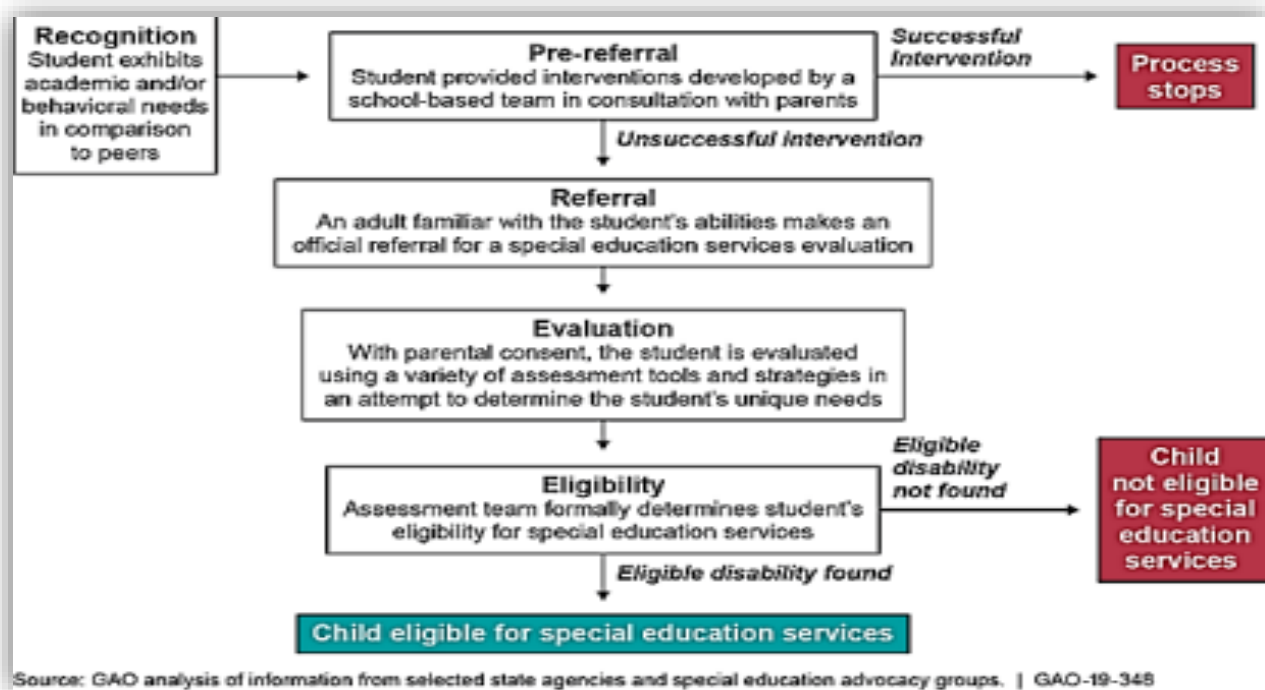 Recognition
Student exhibits
academic and/or
behavioral needs
in comparison
to peers
Pre-referral
Student provided interventions developed by a
school-based team in consultation with parents
Successful
Intervention
Process
stops
Unsuccessful intervention
Referral
An adult familiar with the student's abilities makes an
official referral for a special education services evaluation
Evaluation
With parental consent, the student is evaluated
using a variety of assessment tools and strategies in
an attempt to determine the student's unique needs
Eligibility
Assessment team formally determines student's
eligibility for special education services
Eligible
disability
not found
Child
not eligible
for special
education
services
Eligible disability found
Child eligible for special education services
Source: GAO analysis of information from selected state agencies and special education advocacy groups. | GAO-19-348